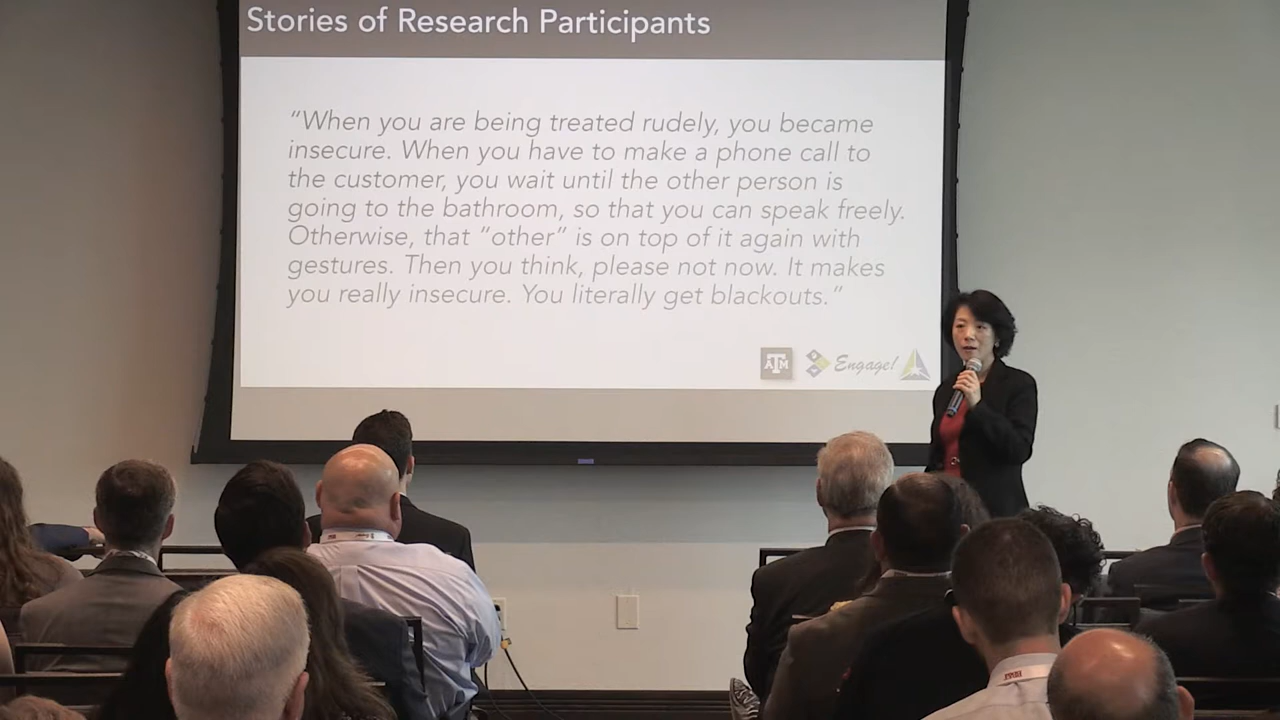 Stories of Research Participants
“When you are being treated rudely, you became
insecure. When you have to make a phone call to
the customer, you wait until the other person is
going to the bathroom, so that you can speak freely.
Otherwise, that “other” is on top of it again with
gestures. Then you think, please not now. It makes
you really insecure. You literally get blackouts.”
ATM Engage!